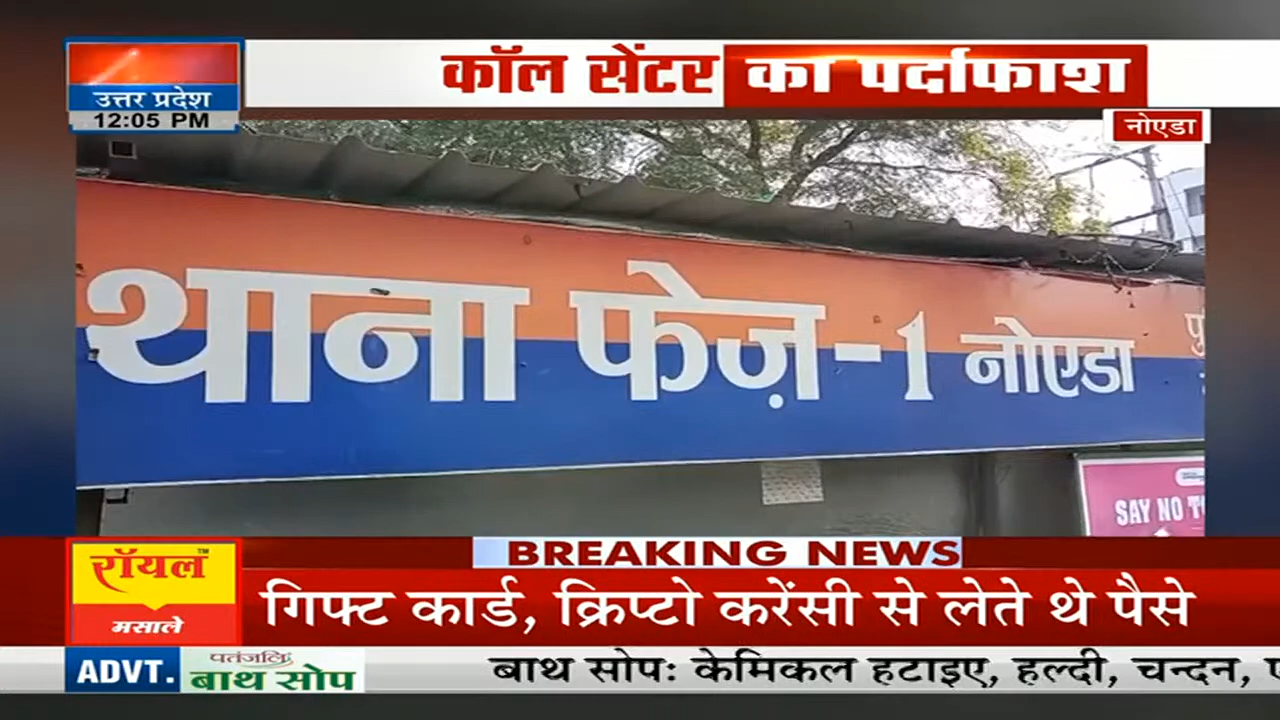 कॉल सेंटर का पर्दाफाश
उत्तर प्रदेश
12:05 PM
नोएडा
थाना फेज़-1 नोएडा
SAY NO
BREAKING NEWS
रॉयल TM
मसाले
गिफ्ट कार्ड, क्रिप्टो करेंसी से लेते थे पैसे
ADVT.
पतंजलि
बाथ सोप
बाथ सोप: केमिकल हटाइए, हल्दी, चन्दन,